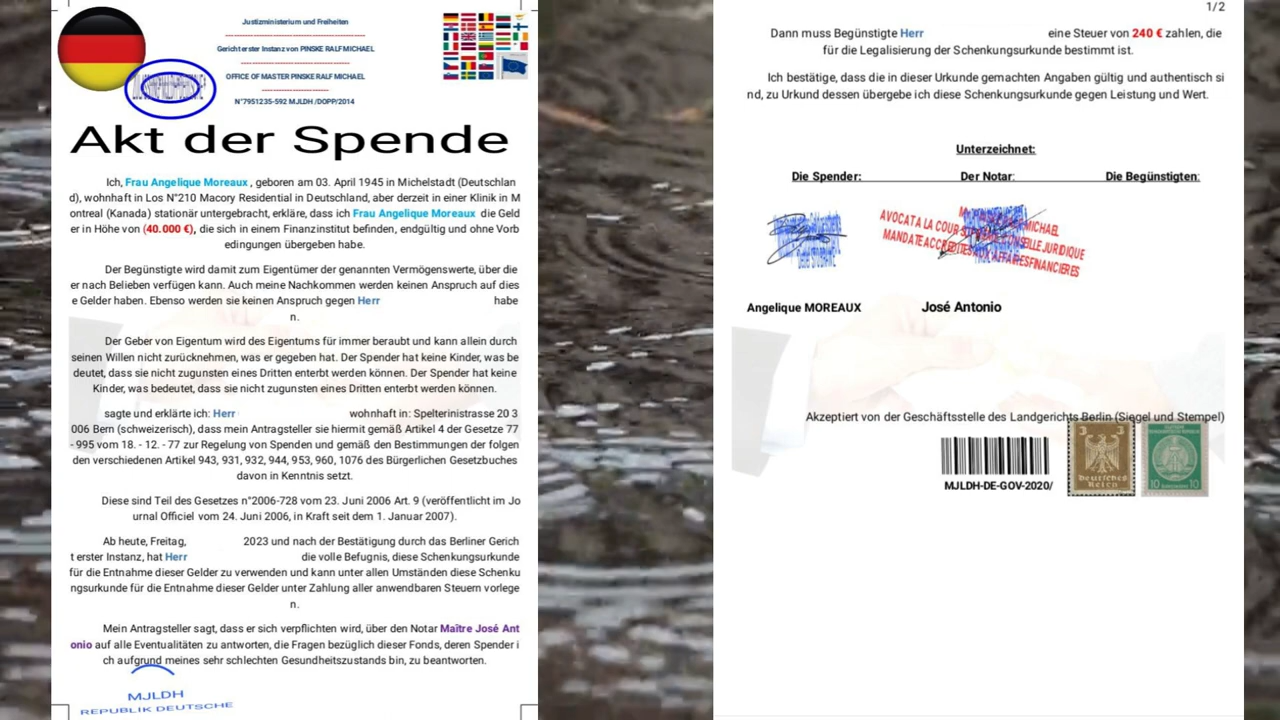 Justizministerium und Freiheiten
Gericht erster Instanz von PINSKE RALF MICHAEL
OFFICE OF MASTER PINSKE RALF MICHAEL
N°7951235-592 MJLDH /DOPP/2014
Akt der Spende
Ich, Frau Angelique Moreaux , geboren am 03. April 1945 in Michelstadt (Deutschlan
d), wohnhaft in Los N°210 Macory Residential in Deutschland, aber derzeit in einer Klinik in M
ontreal (Kanada) stationär untergebracht, erkläre, dass ich Frau Angelique Moreaux die Geld
er in Höhe von (40.000 €), die sich in einem Finanzinstitut befinden, endgültig und ohne Vorb
edingungen übergeben habe.
Der Begünstigte wird damit zum Eigentümer der genannten Vermögenswerte, über die
er nach Belieben verfügen kann. Auch meine Nachkommen werden keinen Anspruch auf dies
e Gelder haben. Ebenso werden sie keinen Anspruch gegen Herr habe
n.
Der Geber von Eigentum wird des Eigentums für immer beraubt und kann allein durch
seinen Willen nicht zurücknehmen, was er gegeben hat. Der Spender hat keine Kinder, was be
deutet, dass sie nicht zugunsten eines Dritten enterbt werden können. Der Spender hat keine
Kinder, was bedeutet, dass sie nicht zugunsten eines Dritten enterbt werden können.
sagte und erklärte ich: Herr wohnhaft in: Spelterinistrasse 20 3
006 Bern (schweizerisch), dass mein Antragsteller sie hiermit gemäß Artikel 4 der Gesetze 77
- 995 vom 18. - 12. - 77 zur Regelung von Spenden und gemäß den Bestimmungen der folgen
den verschiedenen Artikel 943, 931, 932, 944, 953, 960, 1076 des Bürgerlichen Gesetzbuches
davon in Kenntnis setzt.
Diese sind Teil des Gesetzes n°2006-728 vom 23. Juni 2006 Art. 9 (veröffentlicht im Jo
urnal Officiel vom 24. Juni 2006, in Kraft seit dem 1. Januar 2007).
Ab heute, Freitag, 2023 und nach der Bestätigung durch das Berliner Gerich
t erster Instanz, hat Herr die volle Befugnis, diese Schenkungsurkunde
für die Entnahme dieser Gelder zu verwenden und kann unter allen Umständen diese Schenku
ngsurkunde für die Entnahme dieser Gelder unter Zahlung aller anwendbaren Steuern vorlege
n.
Mein Antragsteller sagt, dass er sich verpflichten wird, über den Notar Maître José Ant
onio auf alle Eventualitäten zu antworten, die Fragen bezüglich dieser Fonds, deren Spender i
ch aufgrund meines sehr schlechten Gesundheitszustands bin, zu beantworten.
MJLDH
REPUBLIK DEUTSCHE
1/2
Dann muss Begünstigte Herr eine Steuer von 240 € zahlen, die
für die Legalisierung der Schenkungsurkunde bestimmt ist.
Ich bestätige, dass die in dieser Urkunde gemachten Angaben gültig und authentisch si
nd, zu Urkund dessen übergebe ich diese Schenkungsurkunde gegen Leistung und Wert.
Unterzeichnet:
Die Spender: Der Notar: Die Begünstigten:
MICHAEL
AVOCAT A LA COUR JURIDIQUE
MANDATE AFFAIRES FINANCIERES
Angelique MOREAUX José Antonio
Akzeptiert von der Geschäftsstelle des Landgerichts Berlin (Siegel und Stempel)
MJLDH-DE-GOV-2020/
Deutsches
Reich
10 10